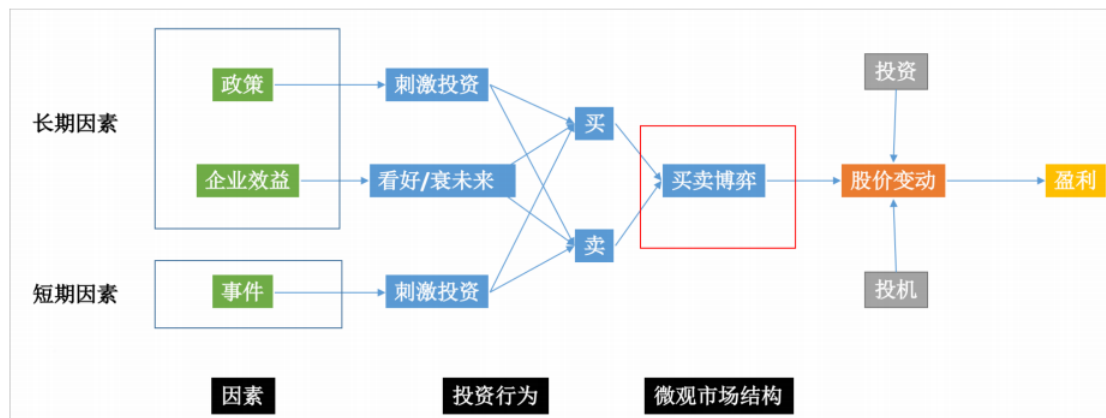 投资
政策
刺激投资
长期因素
买
企业效益
看好/衰未来
买卖博弈
股价变动
盈利
卖
短期因素
事件
刺激投资
投机
因素
投资行为
微观市场结构